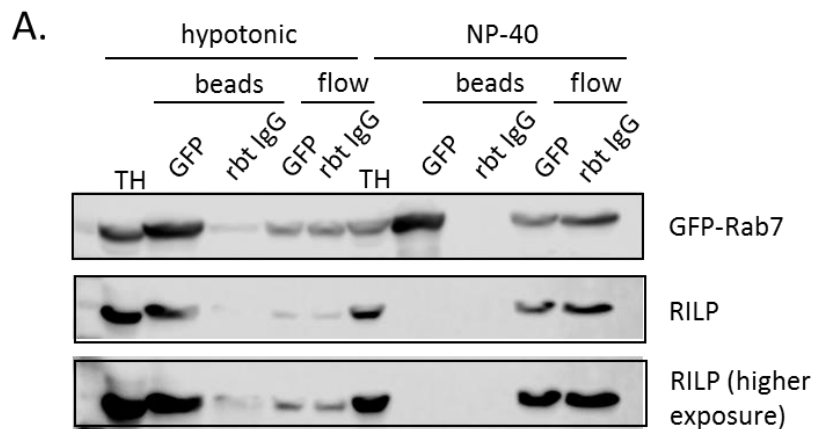 A.
hypotonic NP-40
beads flow beads flow
TH GFP rbt IgG GFP rbt IgG TH GFP rbt IgG GFP rbt IgG
GFP-Rab7
RILP
RILP (higher
exposure)